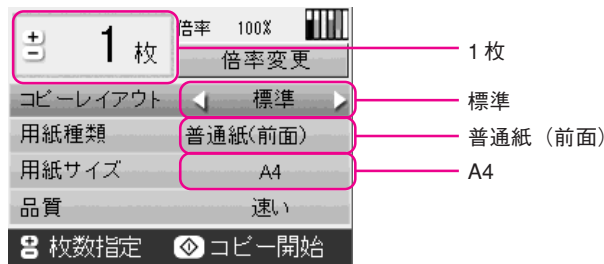 倍率 100%
1枚
倍率変更
コピーレイアウト 標準
用紙種類 普通紙(前面)
用紙サイズ A4
品質 速い
枚数指定 コピー開始
1枚
標準
普通紙（前面）
A4